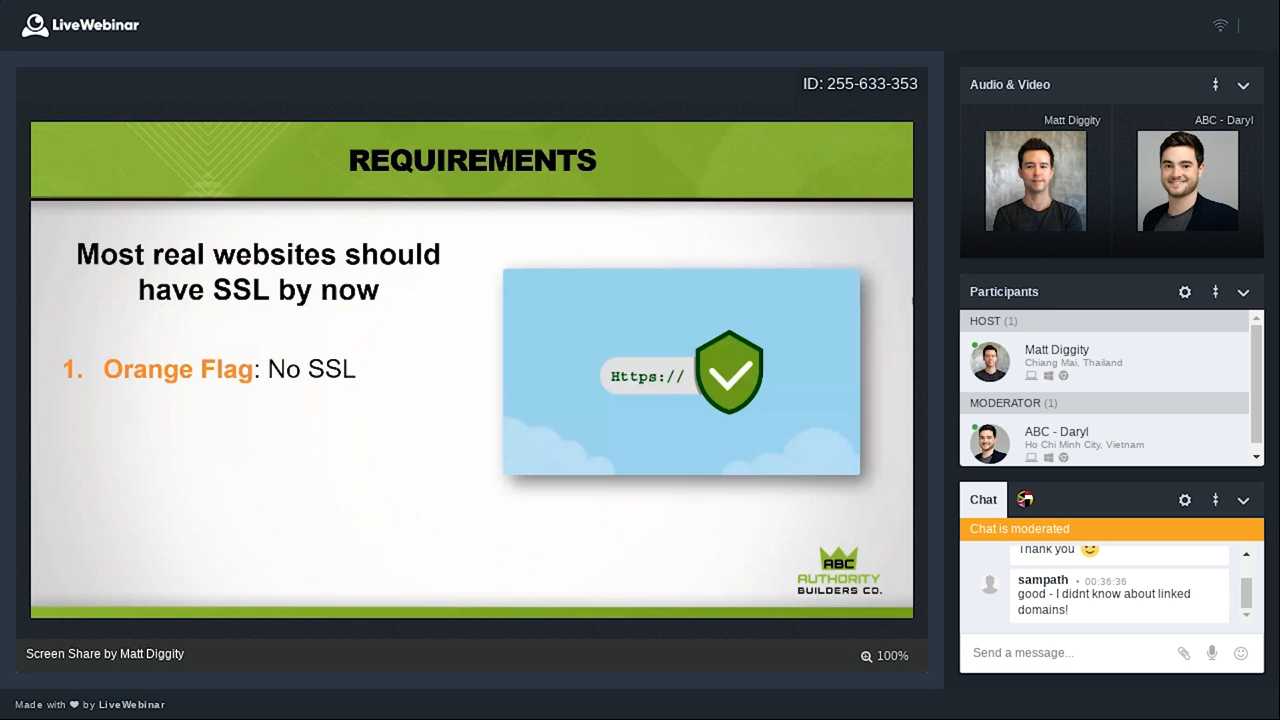 LiveWebinar
ID: 255-633-353
REQUIREMENTS
Most real websites should
have SSL by now
1. Orange Flag: No SSL
Https://
ABC
AUTHORITY
BUILDERS CO.
Screen Share by Matt Diggity
100%
Audio & Video
Matt Diggity
ABC - Daryl
Participants
HOST (1)
Matt Diggity
Chiang Mai, Thailand
MODERATOR (1)
ABC - Daryl
Ho Chi Minh City, Vietnam
Chat
Chat is moderated
Thank you
sampath • 00:36:36
good - I didnt know about linked
domains!
Send a message...
Made with ❤ by LiveWebinar